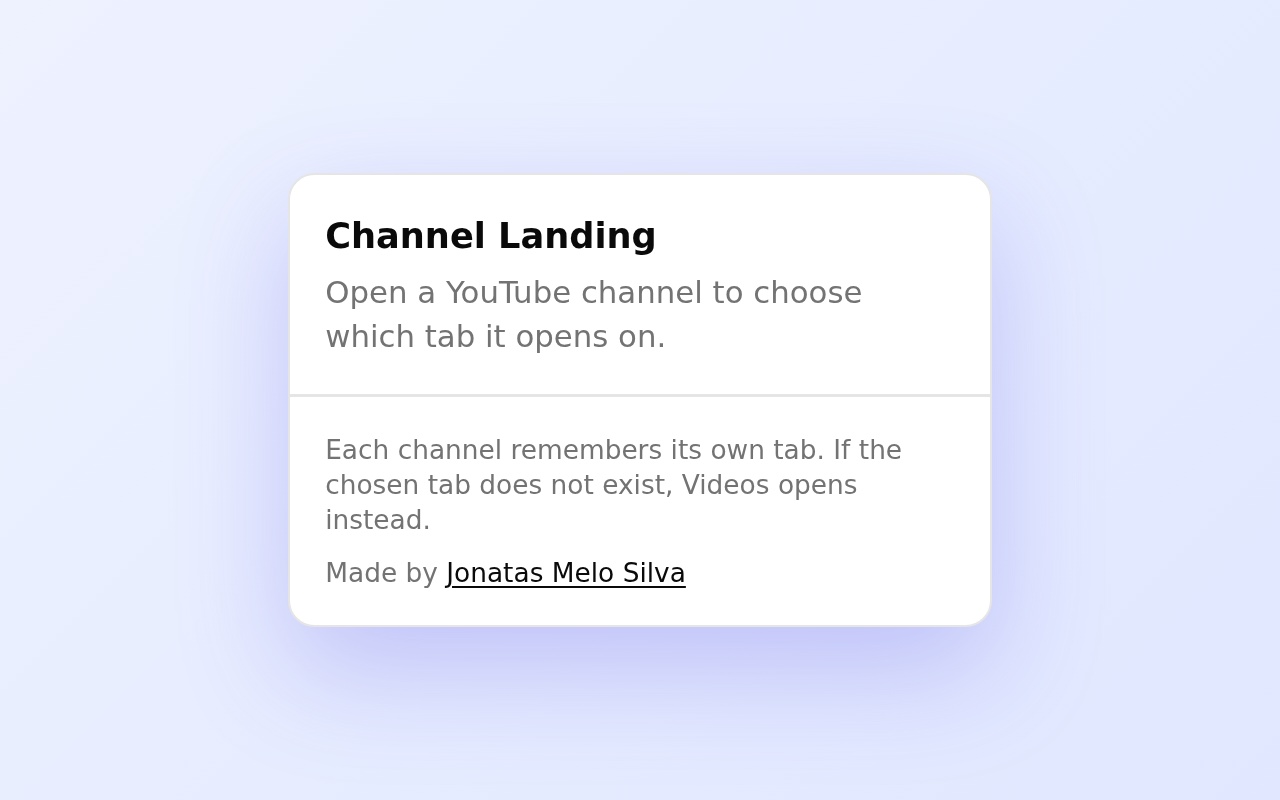 Channel Landing
Open a YouTube channel to choose
which tab it opens on.
Each channel remembers its own tab. If the
chosen tab does not exist, Videos opens
instead.
Made by Jonatas Melo Silva